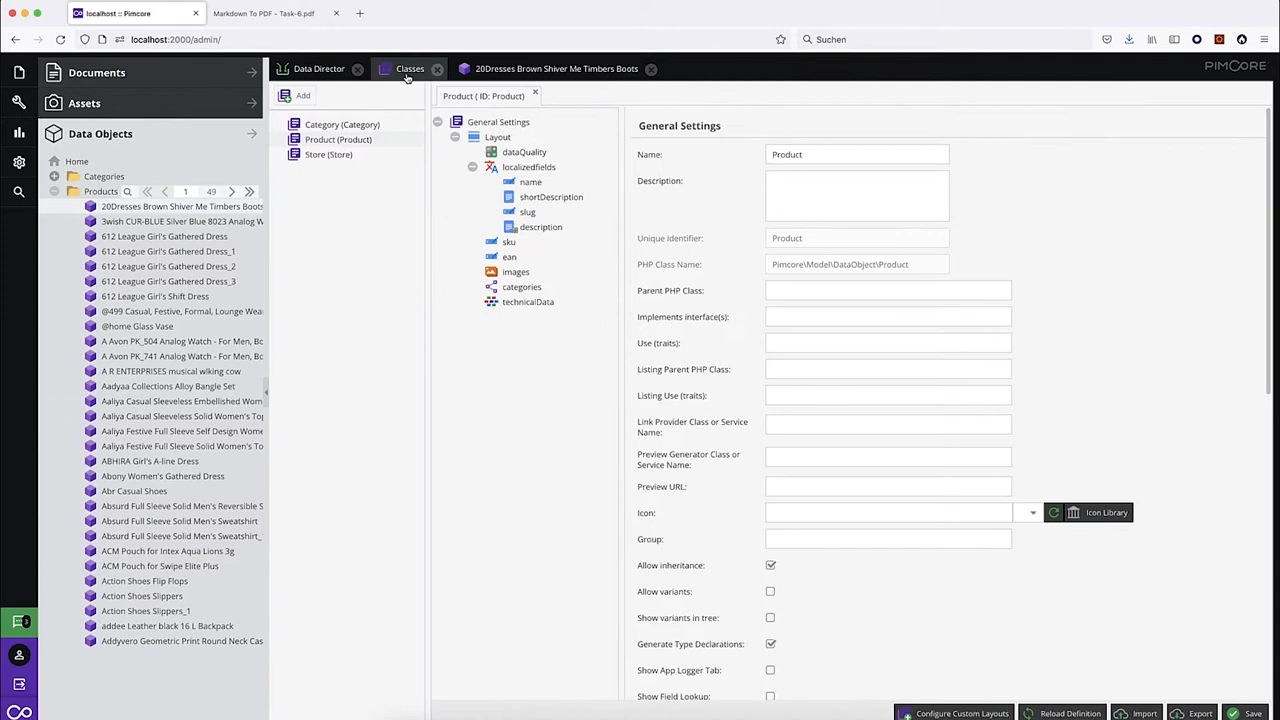 localhost :: Pimcore
Markdown To PDF - Task-6.pdf
localhost:2000/admin/
Suchen
Documents
Assets
Data Objects
Home
Categories
Products
1
49
20Dresses Brown Shiver Me Timbers Boots
3wish CUR-BLUE Silver Blue 8023 Analog W
612 League Girl's Gathered Dress
612 League Girl's Gathered Dress_1
612 League Girl's Gathered Dress_2
612 League Girl's Gathered Dress_3
612 League Girl's Shift Dress
@499 Casual, Festive, Formal, Lounge Wea
@home Glass Vase
A Avon PK_504 Analog Watch - For Men, Bo
A Avon PK_741 Analog Watch - For Men, Bo
A R ENTERPRISES musical wlking cow
Aadyaa Collections Alloy Bangle Set
Aaliya Casual Sleeveless Embellished Wom
Aaliya Casual Sleeveless Solid Women's Top
Aaliya Festive Full Sleeve Self Design Wome
Aaliya Festive Full Sleeve Solid Women's To
ABHIRA Girl's A-line Dress
Abony Women's Gathered Dress
Abr Casual Shoes
Absurd Full Sleeve Solid Men's Reversible S
Absurd Full Sleeve Solid Men's Sweatshirt
Absurd Full Sleeve Solid Men's Sweatshirt_
ACM Pouch for Intex Aqua Lions 3g
ACM Pouch for Swipe Elite Plus
Action Shoes Flip Flops
Action Shoes Slippers
Action Shoes Slippers_1
addee Leather black 16 L Backpack
Addyvero Geometric Print Round Neck Cas
Data Director
Classes
20Dresses Brown Shiver Me Timbers Boots
PIMCORE
Add
Category (Category)
Product (Product)
Store (Store)
Product ( ID: Product)
General Settings
Layout
dataQuality
localizedfields
name
shortDescription
slug
description
sku
ean
images
categories
technicalData
General Settings
Name:
Product
Description:
Unique identifier:
Product
PHP Class Name:
Pimcore\Model\DataObject\Product
Parent PHP Class:
Implements interface(s):
Use (traits):
Listing Parent PHP Class:
Listing Use (traits):
Link Provider Class or Service
Name:
Preview Generator Class or
Service Name:
Preview URL:
Icon:
Icon Library
Group:
Allow inheritance:
Allow variants:
Show variants in tree:
Generate Type Declarations:
Show App Logger Tab:
Show Field Lookup:
Configure Custom Layouts
Reload Definition
Import
Export
Save